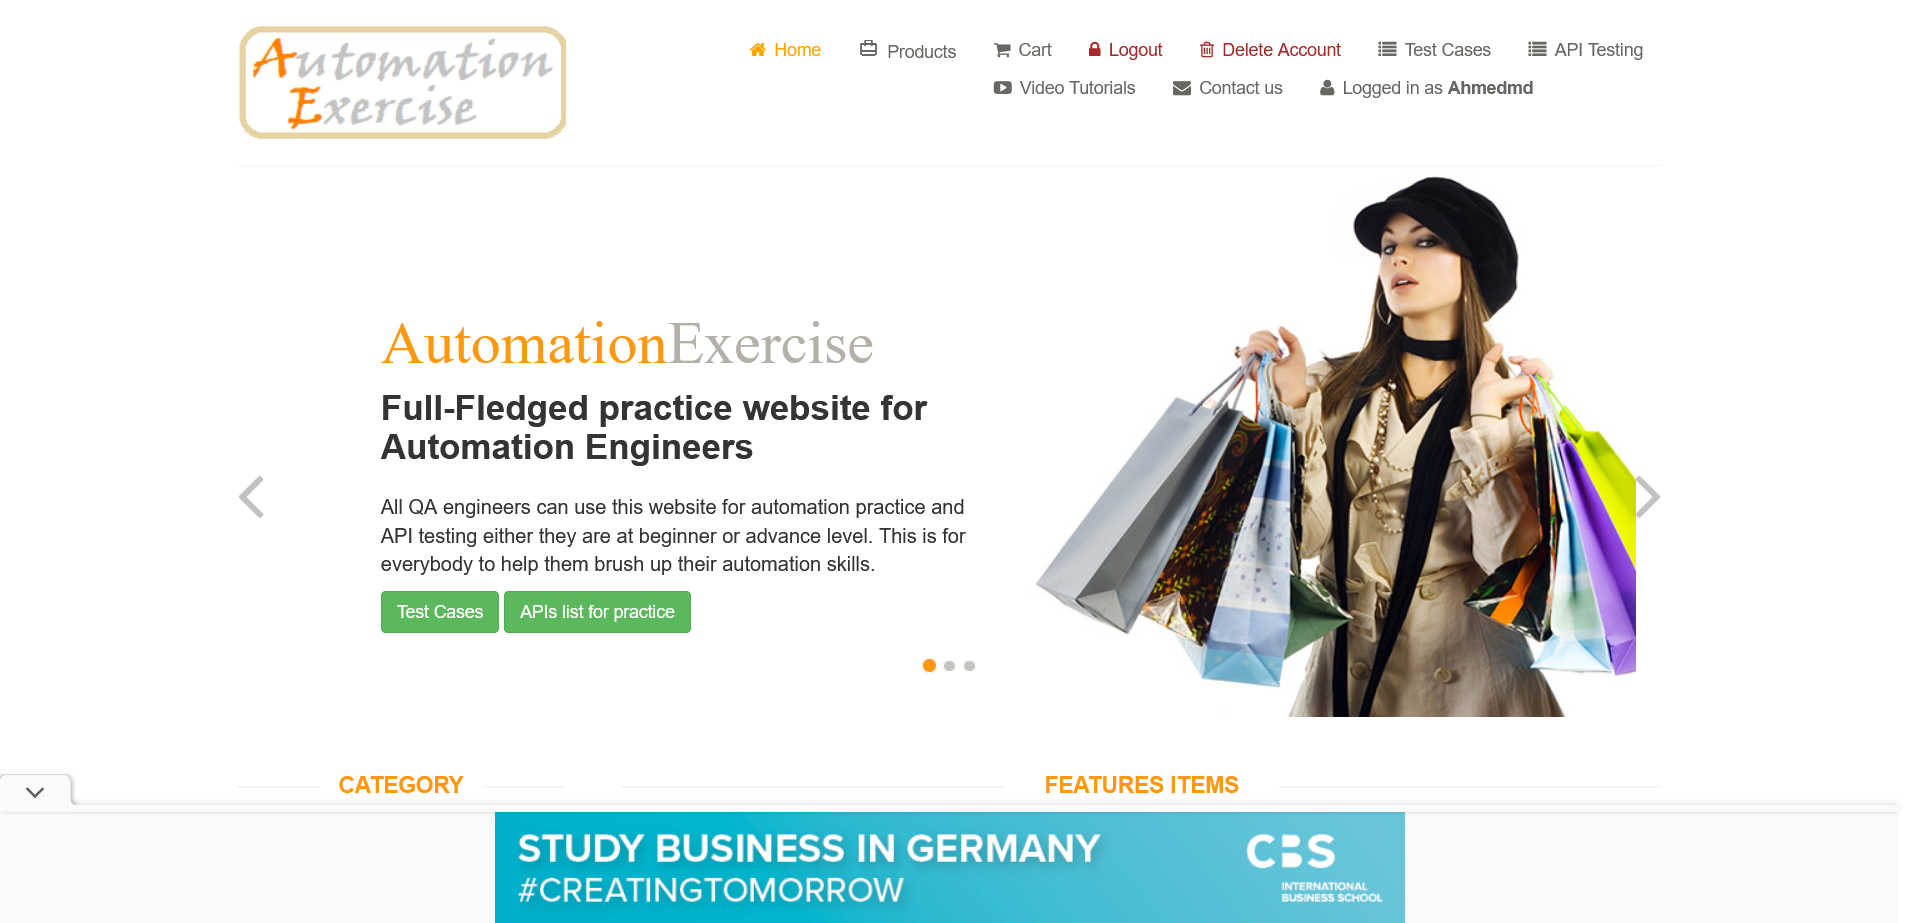 Automation
Exercise
Home Products Cart Logout Delete Account Test Cases API Testing
Video Tutorials Contact us Logged in as Ahmedmd
AutomationExercise
Full-Fledged practice website for
Automation Engineers
All QA engineers can use this website for automation practice and
API testing either they are at beginner or advance level. This is for
everybody to help them brush up their automation skills.
Test Cases APIs list for practice
CATEGORY FEATURES ITEMS
STUDY BUSINESS IN GERMANY
#CREATINGTOMORROW
CBS
INTERNATIONAL
BUSINESS SCHOOL